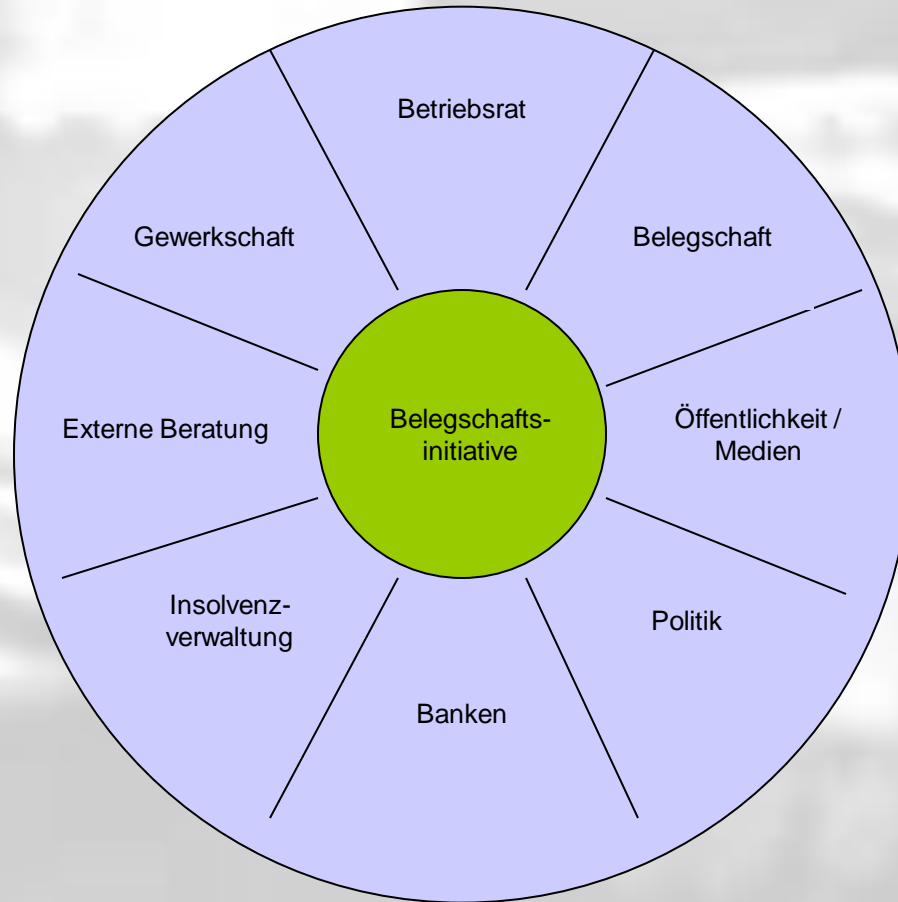 Betriebsrat
Gewerkschaft
Belegschaft
Externe Beratung
Belegschafts-
initiative
Öffentlichkeit /
Medien
Insolvenz-
verwaltung
Politik
Banken